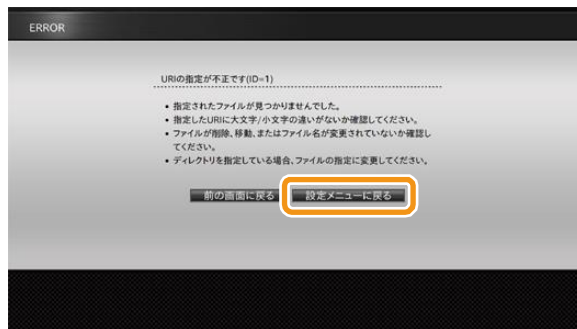 ERROR
URIの指定が不正です(ID=1)
• 指定されたファイルが見つかりませんでした。
• 指定したURIに大文字/小文字の違いがないか確認してください。
• ファイルが削除、移動、またはファイル名が変更されていないか確認し
てください。
• ディレクトリを指定している場合、ファイルの指定に変更してください。
前の画面に戻る 設定メニューに戻る